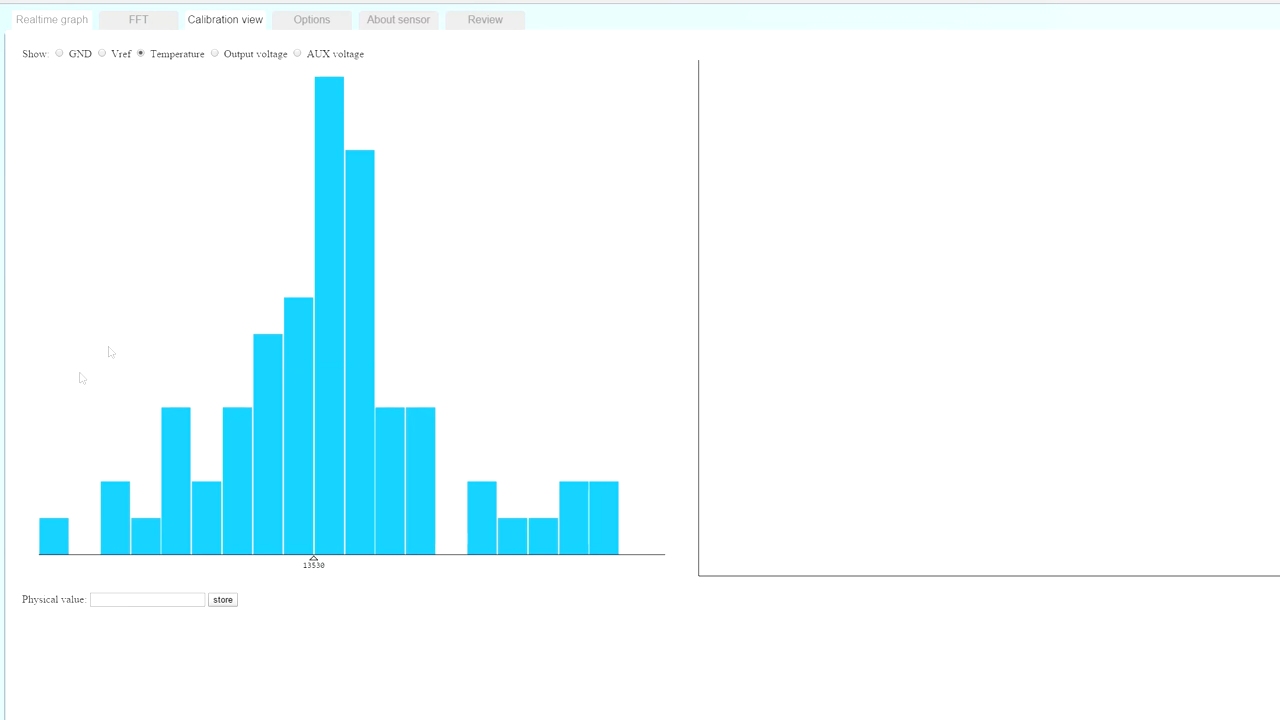 Realtime graph FFT Calibration view Options About sensor Review
Show: GND Vref Temperature Output voltage AUX voltage
13530
Physical value: store